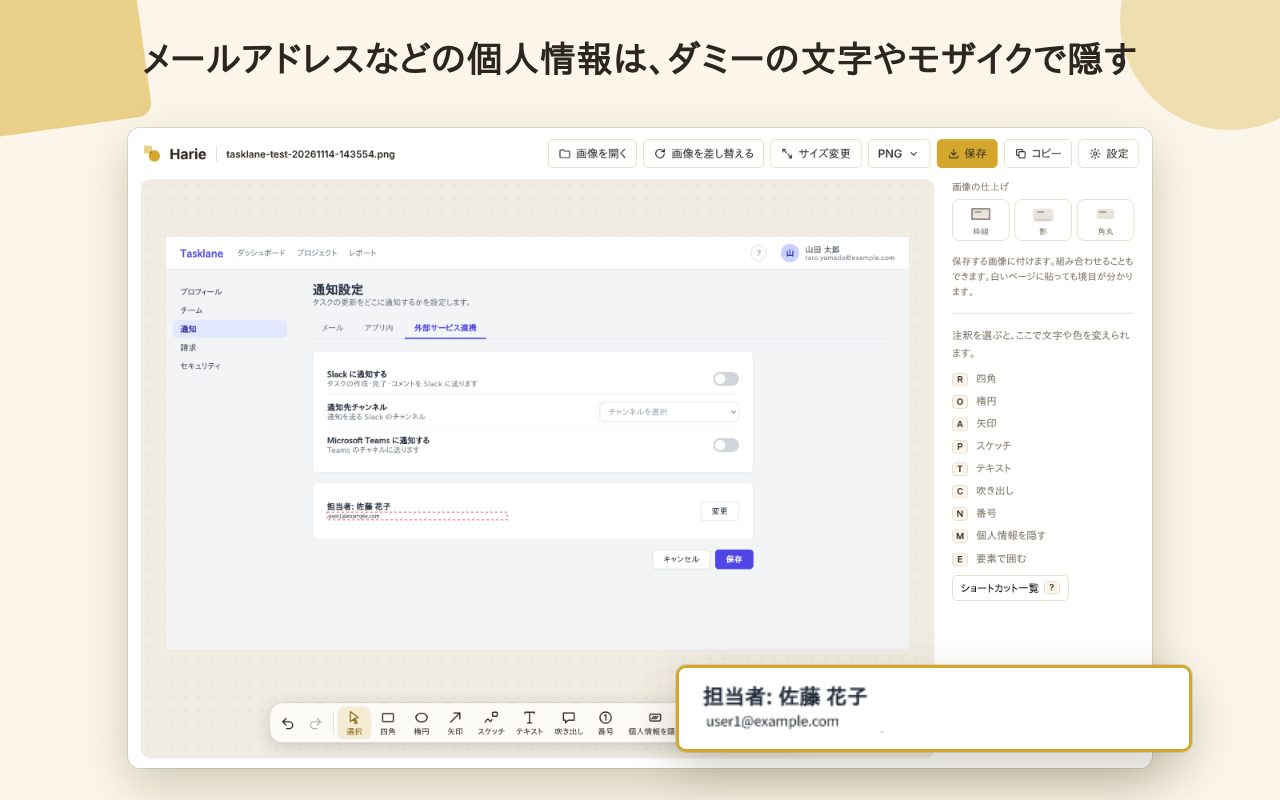 メールアドレスなどの個人情報は、ダミーの文字やモザイクで隠す
Harie
tasklane-test-20261114-143554.png
画像を開く
画像を差し替える
サイズ変更
PNG
保存
コピー
設定
Tasklane
ダッシュボード
プロジェクト
レポート
?
山
山田 太郎
taro.yamada@example.com
プロフィール
チーム
通知
請求
セキュリティ
通知設定
タスクの更新をどこに通知するかを設定します。
メール
アプリ内
外部サービス連携
Slack に通知する
タスクの作成・完了・コメントを Slack に送ります
通知先チャンネル
通知を送る Slack のチャンネル
チャンネルを選択
Microsoft Teams に通知する
Teams のチャネルに送ります
担当者: 佐藤 花子
user1@example.com
変更
キャンセル
保存
画像の仕上げ
枠線
影
角丸
保存する画像に付けます。組み合わせることも
できます。白いページに貼っても境目が分かり
ます。
注釈を選ぶと、ここで文字や色を変えられ
ます。
R 四角
O 楕円
A 矢印
P スケッチ
T テキスト
C 吹き出し
N 番号
M 個人情報を隠す
E 要素で囲む
ショートカット一覧 ?
選択
四角
楕円
矢印
スケッチ
テキスト
吹き出し
1
番号
個人情報を隠
担当者: 佐藤 花子
user1@example.com